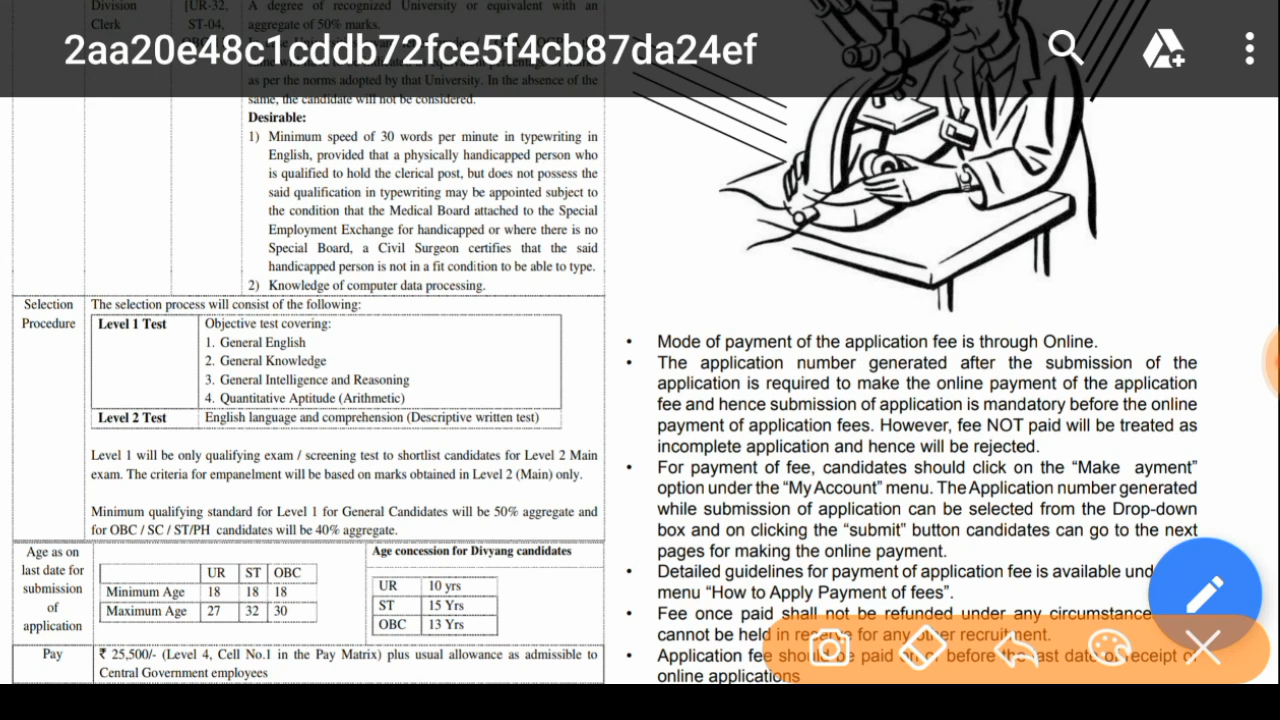 2aa20e48c1cddb72fce5f4cb87da24ef
Division
Clerk
[UR-32,
ST-04,
A degree of recognized University or equivalent with an
aggregate of 50% marks.
as per the norms adopted by that University. In the absence of the
same, the candidate will not be considered.
Desirable:
1) Minimum speed of 30 words per minute in typewriting in
English, provided that a physically handicapped person who
is qualified to hold the clerical post, but does not possess the
said qualification in typewriting may be appointed subject to
the condition that the Medical Board attached to the Special
Employment Exchange for handicapped or where there is no
Special Board, a Civil Surgeon certifies that the said
handicapped person is not in a fit condition to be able to type.
2) Knowledge of computer data processing.
Selection
Procedure
The selection process will consist of the following:
Level 1 Test
Objective test covering:
1. General English
2. General Knowledge
3. General Intelligence and Reasoning
4. Quantitative Aptitude (Arithmetic)
Level 2 Test
English language and comprehension (Descriptive written test)
Level 1 will be only qualifying exam / screening test to shortlist candidates for Level 2 Main
exam. The criteria for empanelment will be based on marks obtained in Level 2 (Main) only.
Minimum qualifying standard for Level 1 for General Candidates will be 50% aggregate and
for OBC / SC / ST/PH candidates will be 40% aggregate.
Age as on
last date for
submission
of
application
UR ST OBC
Minimum Age 18 18 18
Maximum Age 27 32 30
Age concession for Divyang candidates
UR 10 yrs
ST 15 Yrs
OBC 13 Yrs
Pay
₹ 25,500/- (Level 4, Cell No.1 in the Pay Matrix) plus usual allowance as admissible to
Central Government employees
• Mode of payment of the application fee is through Online.
• The application number generated after the submission of the
application is required to make the online payment of the application
fee and hence submission of application is mandatory before the online
payment of application fees. However, fee NOT paid will be treated as
incomplete application and hence will be rejected.
• For payment of fee, candidates should click on the “Make ayment”
option under the “My Account” menu. The Application number generated
while submission of application can be selected from the Drop-down
box and on clicking the “submit” button candidates can go to the next
pages for making the online payment.
• Detailed guidelines for payment of application fee is available und
menu “How to Apply Payment of fees”.
• Fee once paid shall not be refunded under any circumstance
cannot be held in reserve for any other recruitment.
• Application fee should be paid on or before the last date of receipt of
online applications